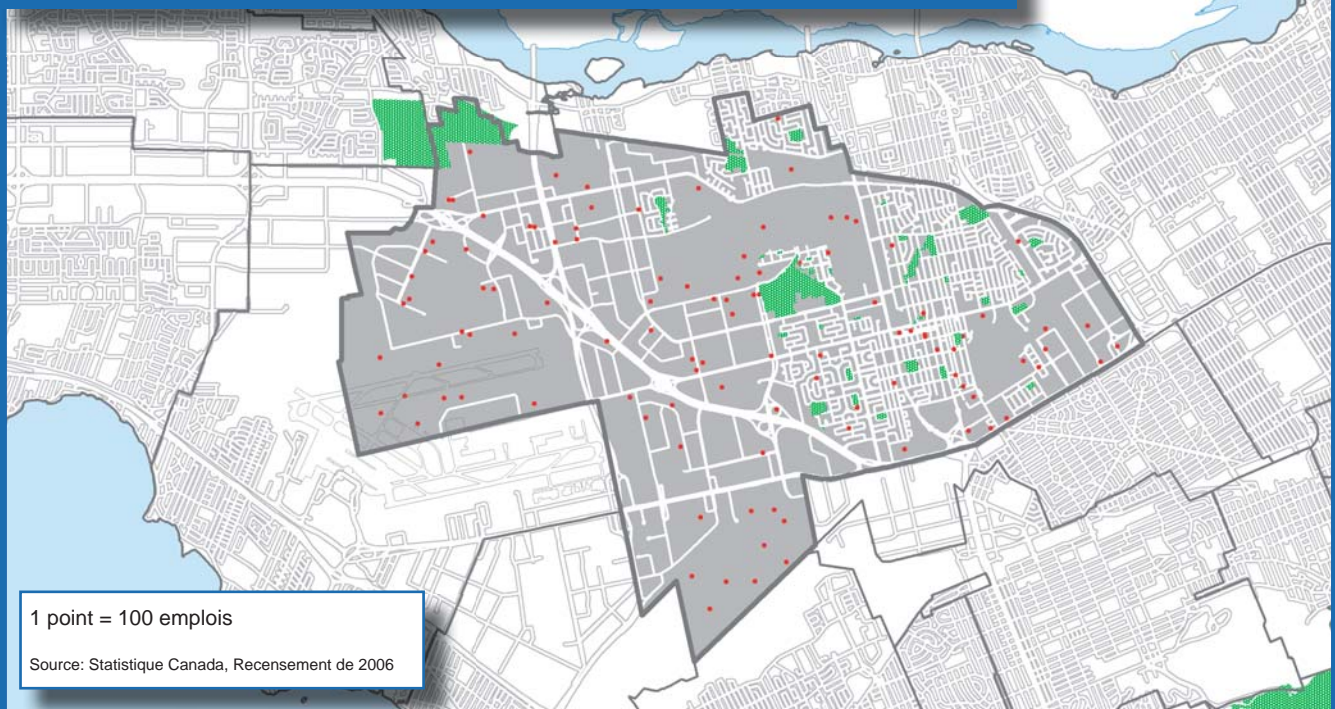 1 point = 100 emplois
Source: Statistique Canada, Recensement de 2006